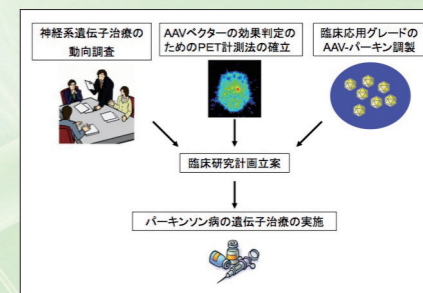 神経系遺伝子治療の
動向調査
AAVベクターの効果判定の
ためのPET計測法の確立
臨床応用グレードの
AAV-パーキン調製
臨床研究計画立案
パーキンソン病の遺伝子治療の実施